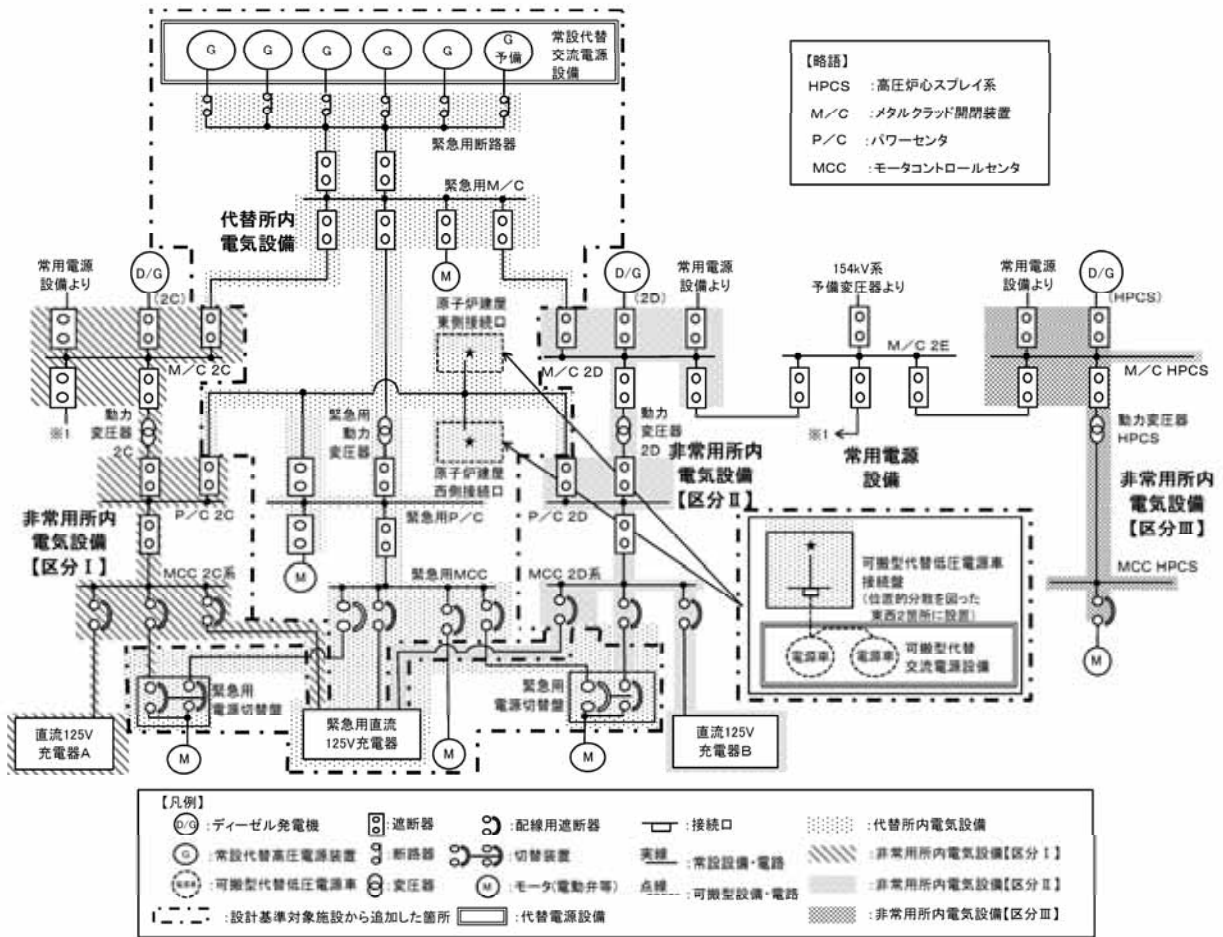 G
G
G
G
G
G
予備
常設代替
交流電源
設備
緊急用断路器
緊急用M/C
代替所内
電気設備
【略語】
HPCS :高圧炉心スプレイ系
M/C :メタルクラッド開閉装置
P/C :パワーセンタ
MCC :モータコントロールセンタ
常用電源
設備より
D/G
(2C)
M
原子炉建屋
東側接続口
D/G
(2D)
常用電源
設備より
154kV系
予備変圧器より
常用電源
設備より
D/G
(HPCS)
M/C 2C
M/C 2D
M/C 2E
M/C HPCS
※1
動力
変圧器
2C
緊急用
動力
変圧器
原子炉建屋
西側接続口
動力
変圧器
2D
※1
常用電源
設備
動力変圧器
HPCS
非常用所内
電気設備
【区分Ⅰ】
P/C 2C
緊急用P/C
P/C 2D
非常用所内
電気設備
【区分Ⅱ】
非常用所内
電気設備
【区分Ⅲ】
M
MCC 2C系
緊急用MCC
MCC 2D系
MCC HPCS
可搬型代替低圧電源車
接続盤
(位置的分散を図った
東西2箇所に設置)
電源車
電源車
可搬型代替
交流電源設備
M
緊急用
電源切替盤
緊急用
電源切替盤
直流125V
充電器A
M
緊急用直流
125V充電器
M
M
直流125V
充電器B
【凡例】
D/G :ディーゼル発電機
:遮断器
:配線用遮断器
:接続口
:代替所内電気設備
G :常設代替高圧電源装置
:断路器
:切替装置
実線 :常設設備・電路
:非常用所内電気設備【区分Ⅰ】
電源車 :可搬型代替低圧電源車
:変圧器
M :モータ(電動弁等)
点線 :可搬型設備・電路
:非常用所内電気設備【区分Ⅱ】
:設計基準対象施設から追加した箇所
:代替電源設備
:非常用所内電気設備【区分Ⅲ】